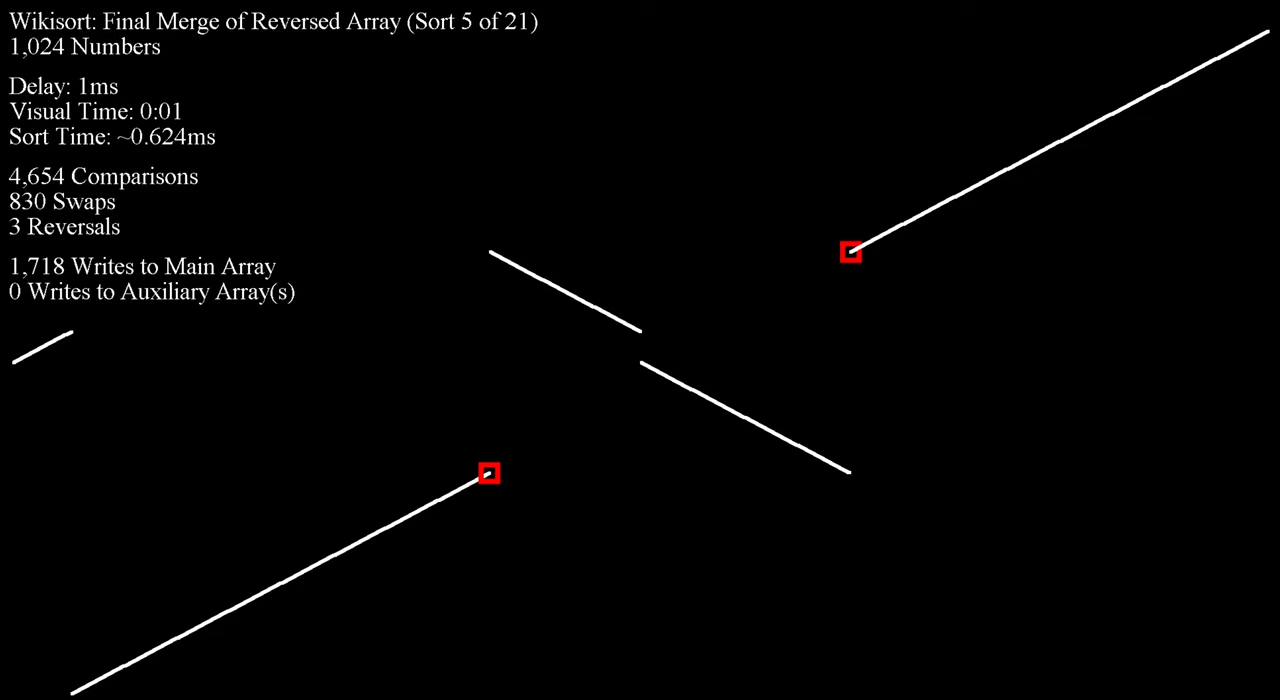 Wikisort: Final Merge of Reversed Array (Sort 5 of 21)
1,024 Numbers
Delay: 1ms
Visual Time: 0:01
Sort Time: ~0.624ms
4,654 Comparisons
830 Swaps
3 Reversals
1,718 Writes to Main Array
0 Writes to Auxiliary Array(s)